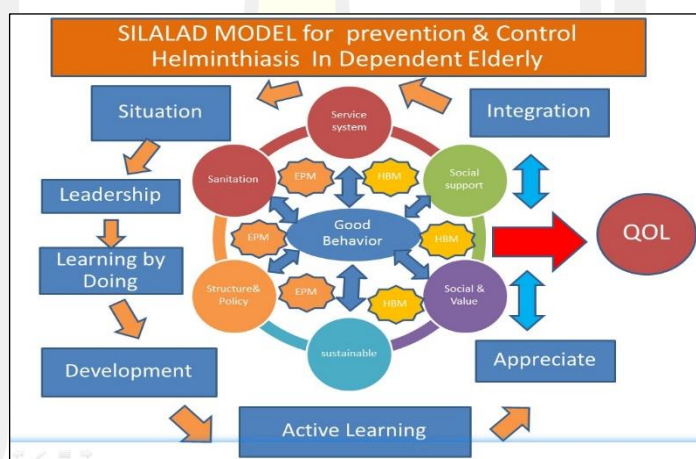 SILALAD MODEL for prevention & Control
Helminthiasis In Dependent Elderly
Situation
Integration
Service
system
Sanitation
EPM
HBM
Social
support
Leadership
Good
Behavior
EPM
HBM
QOL
Learning by
Doing
Structure&
Policy
EPM
HBM
Social &
Value
sustainable
Development
Appreciate
Active Learning